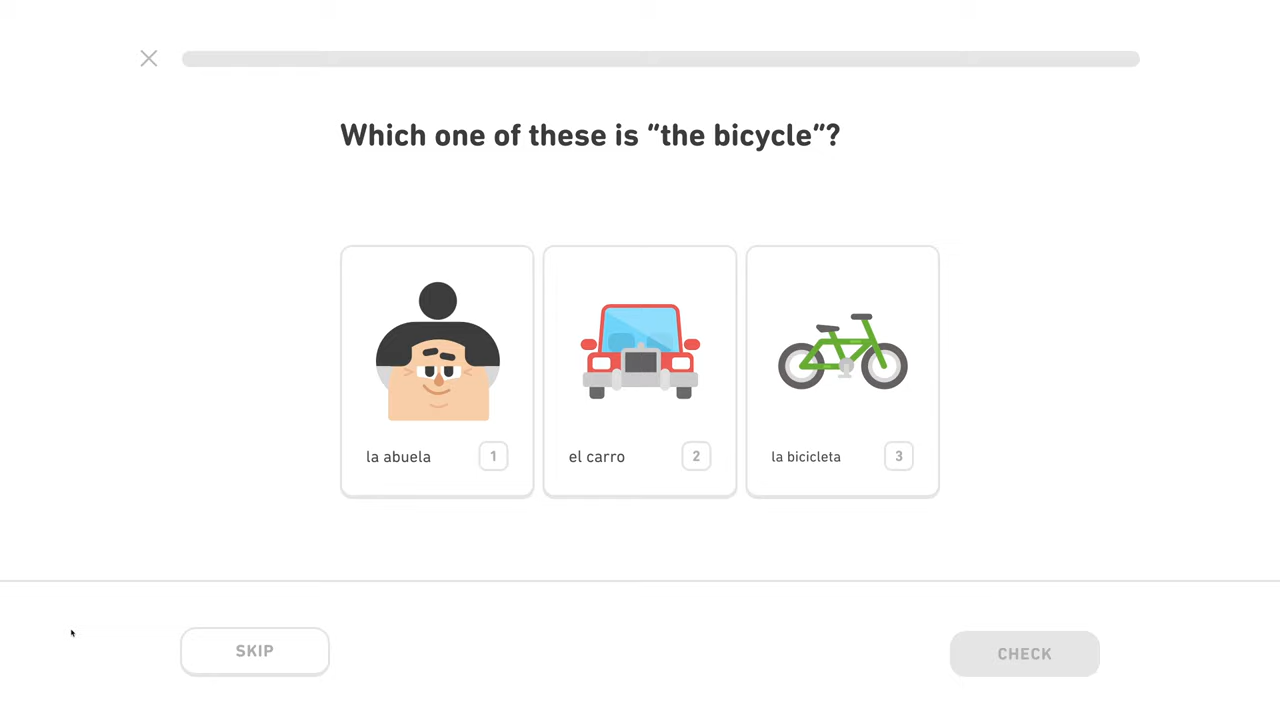 Which one of these is “the bicycle”?
la abuela 1
el carro 2
la bicicleta 3
SKIP
CHECK